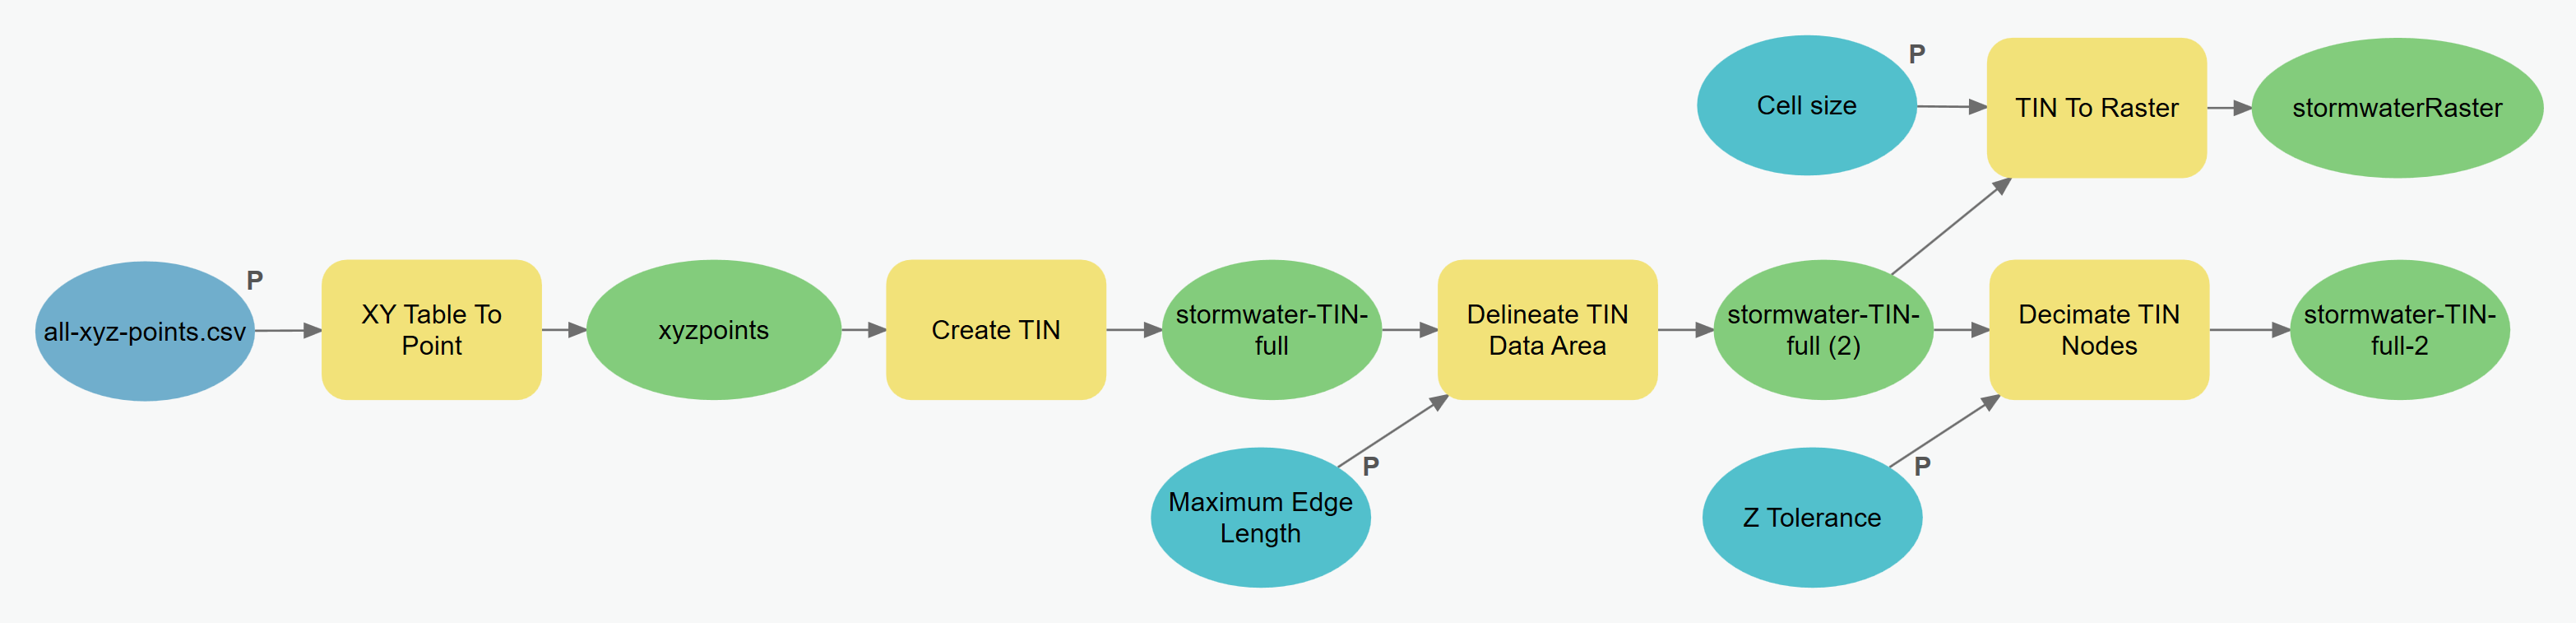 P
Cell size
TIN To Raster
stormwaterRaster
P
all-xyz-points.csv
XY Table To
Point
xyzpoints
Create TIN
stormwater-TIN-
full
Delineate TIN
Data Area
stormwater-TIN-
full (2)
Decimate TIN
Nodes
stormwater-TIN-
full-2
P
Maximum Edge
Length
P
Z Tolerance